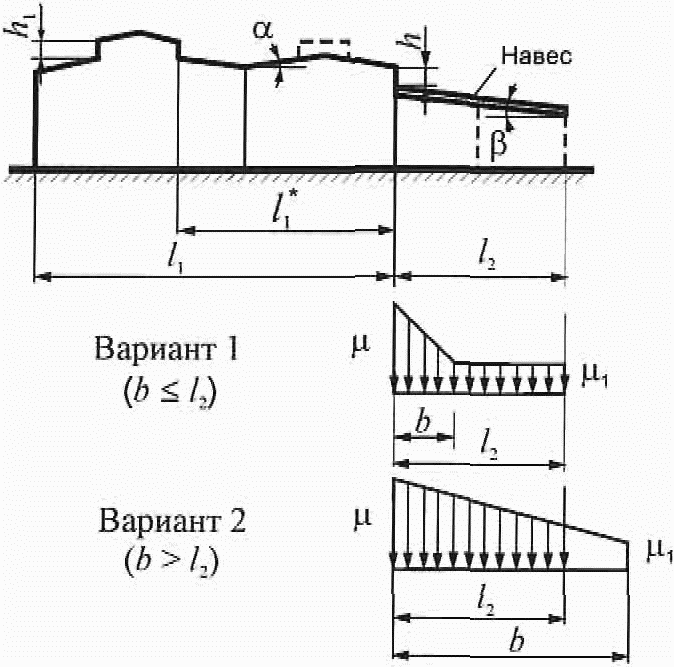 h₁
α
h
Навес
β
l₁*
l₁
l₂
Вариант 1
(b ≤ l₂)
μ
μ₁
b
l₂
Вариант 2
(b > l₂)
μ
μ₁
l₂
b